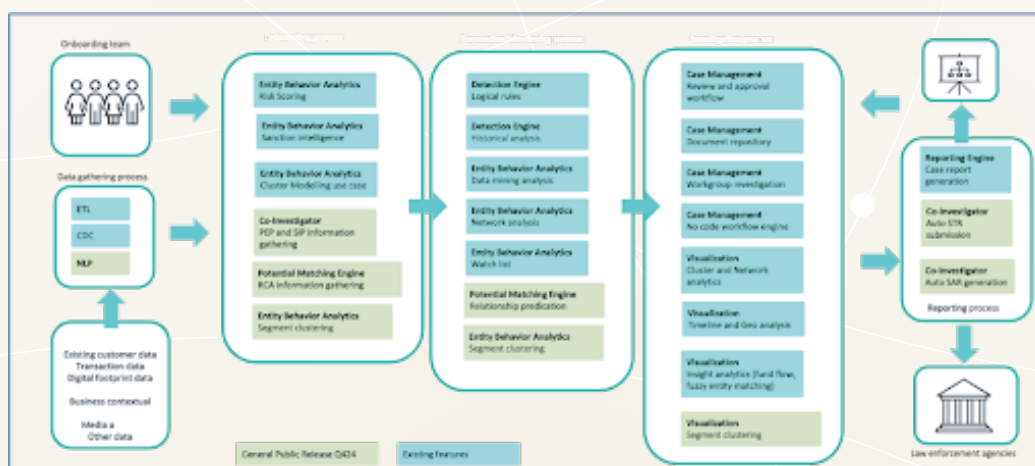 Onboarding team
Data gathering process
ETL
CDC
NLP
Existing customer data
Transaction data
Digital footprint data
Business contextual
Media a
Other data
Entity Behavior Analytics
Risk Scoring
Entity Behavior Analytics
Sanction intelligence
Entity Behavior Analytics
Cluster Modelling use case
Co-Investigator
PEP and SIP information
gathering
Potential Matching Engine
RCA information gathering
Entity Behavior Analytics
Segment clustering
Detection Engine
Logical rules
Detection Engine
Historical analysis
Entity Behavior Analytics
Data mining analysis
Entity Behavior Analytics
Network analysis
Entity Behavior Analytics
Watch list
Potential Matching Engine
Relationship predication
Entity Behavior Analytics
Segment clustering
Case Management
Review and approval
workflow
Case Management
Document repository
Case Management
Workgroup investigation
Case Management
No code workflow engine
Visualization
Cluster and Network
analytics
Visualization
Timeline and Geo analysis
Visualization
Insight analytics (fund flow,
fuzzy entity matching)
Visualization
Segment clustering
Reporting Engine
Case report
generation
Co-Investigator
Auto STR
submission
Co-Investigator
Auto SAR generation
Reporting process
Law enforcement agencies
General Public Release Q424
Existing features